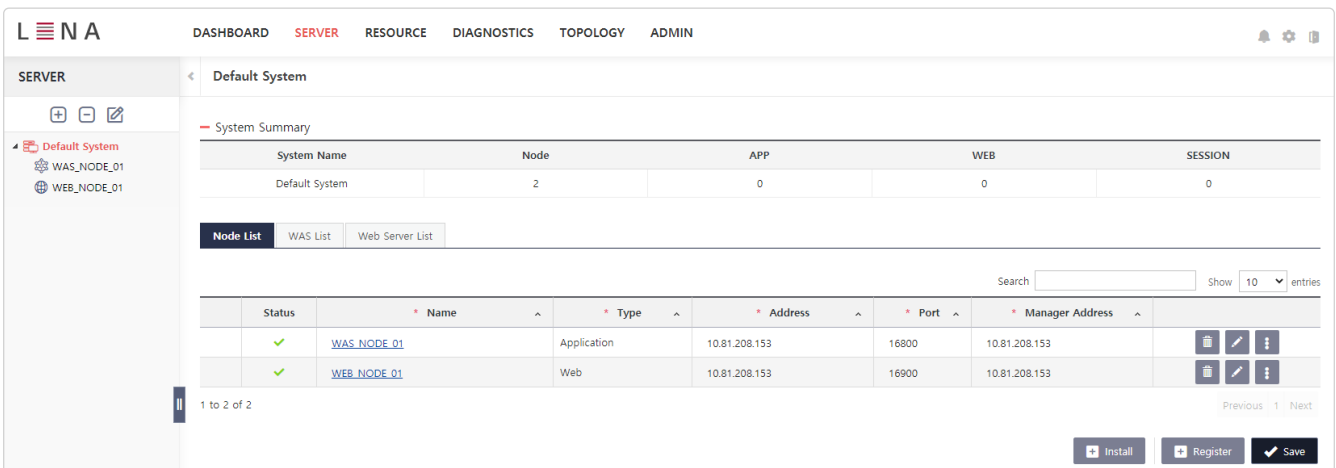 LENA DASHBOARD SERVER RESOURCE DIAGNOSTICS TOPOLOGY ADMIN
SERVER Default System
Default System
WAS_NODE_01
WEB_NODE_01
System Summary
System Name Node APP WEB SESSION
Default System 2 0 0 0
Node List WAS List Web Server List
Search Show 10 entries
Status * Name * Type * Address * Port * Manager Address
WAS_NODE_01 Application 10.81.208.153 16800 10.81.208.153
WEB_NODE_01 Web 10.81.208.153 16900 10.81.208.153
1 to 2 of 2 Previous 1 Next
Install Register Save